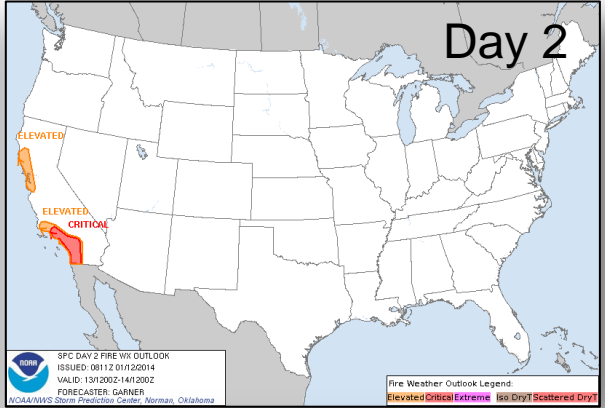 Day 2
ELEVATED
ELEVATED
CRITICAL
SPC DAY 2 FIRE WX OUTLOOK
ISSUED: 0811Z 01/12/2014
VALID: 13/1200Z-14/1200Z
FORECASTER: GARNER
NOAA/NWS Storm Prediction Center, Norman, Oklahoma
NOAA
Fire Weather Outlook Legend:
Elevated Critical Extreme Iso DryT Scattered DryT